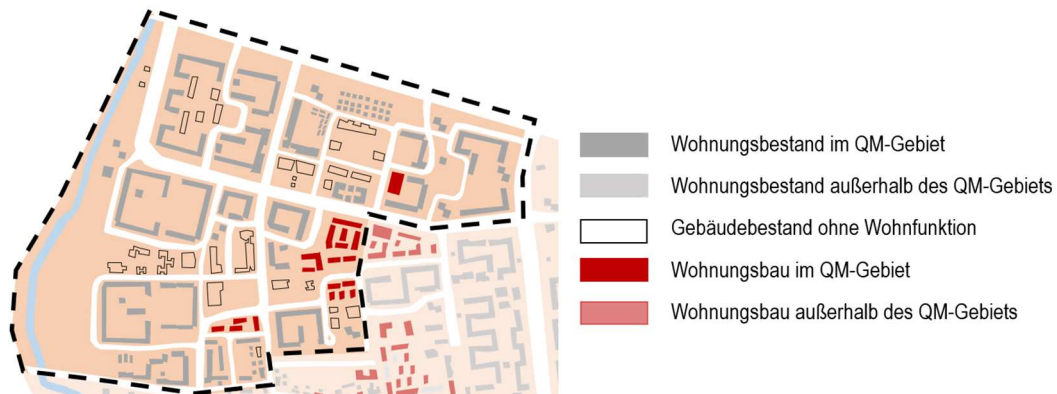 Wohnungsbestand im QM-Gebiet
Wohnungsbestand außerhalb des QM-Gebiets
Gebäudebestand ohne Wohnfunktion
Wohnungsbau im QM-Gebiet
Wohnungsbau außerhalb des QM-Gebiets